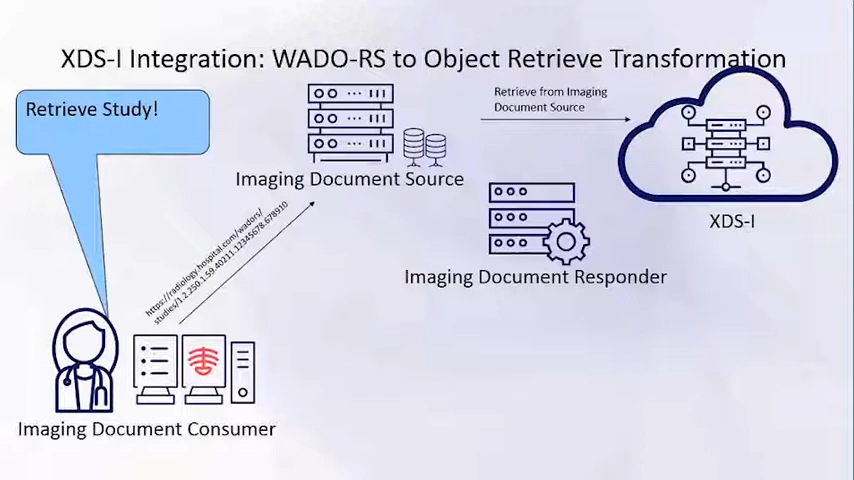 XDS-I Integration: WADO-RS to Object Retrieve Transformation
Retrieve Study!
Retrieve from Imaging
Document Source
Imaging Document Source
XDS-I
https://radiology.hospital.com/wadors/
studies/1.2.250.1.59.40211.12345678.678910
Imaging Document Responder
Imaging Document Consumer